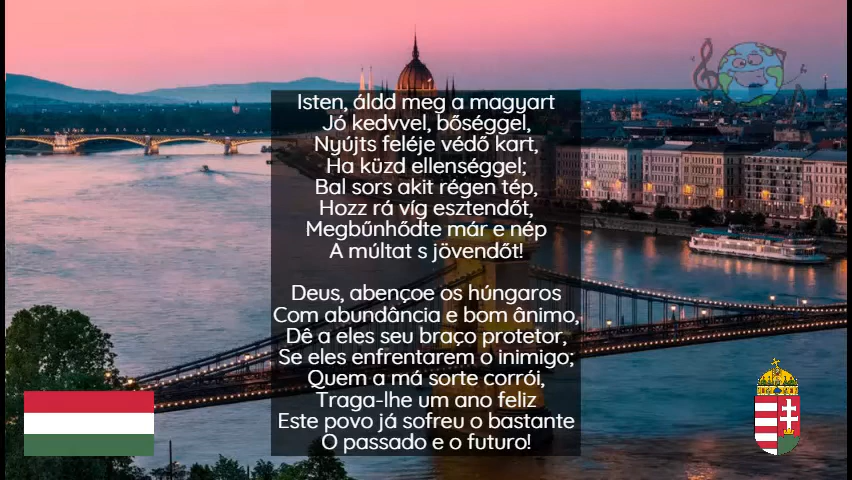 Isten, áldd meg a magyart
Jó kedvvel, bőséggel,
Nyújts feléje védő kart,
Ha küzd ellenséggel;
Bal sors akit régen tép,
Hozz rá víg esztendőt,
Megbűnhődte már e nép
A múltat s jövendőt!
Deus, abençoe os húngaros
Com abundância e bom ânimo,
Dê a eles seu braço protetor,
Se eles enfrentarem o inimigo;
Quem a má sorte corrói,
Traga-lhe um ano feliz
Este povo já sofreu o bastante
O passado e o futuro!